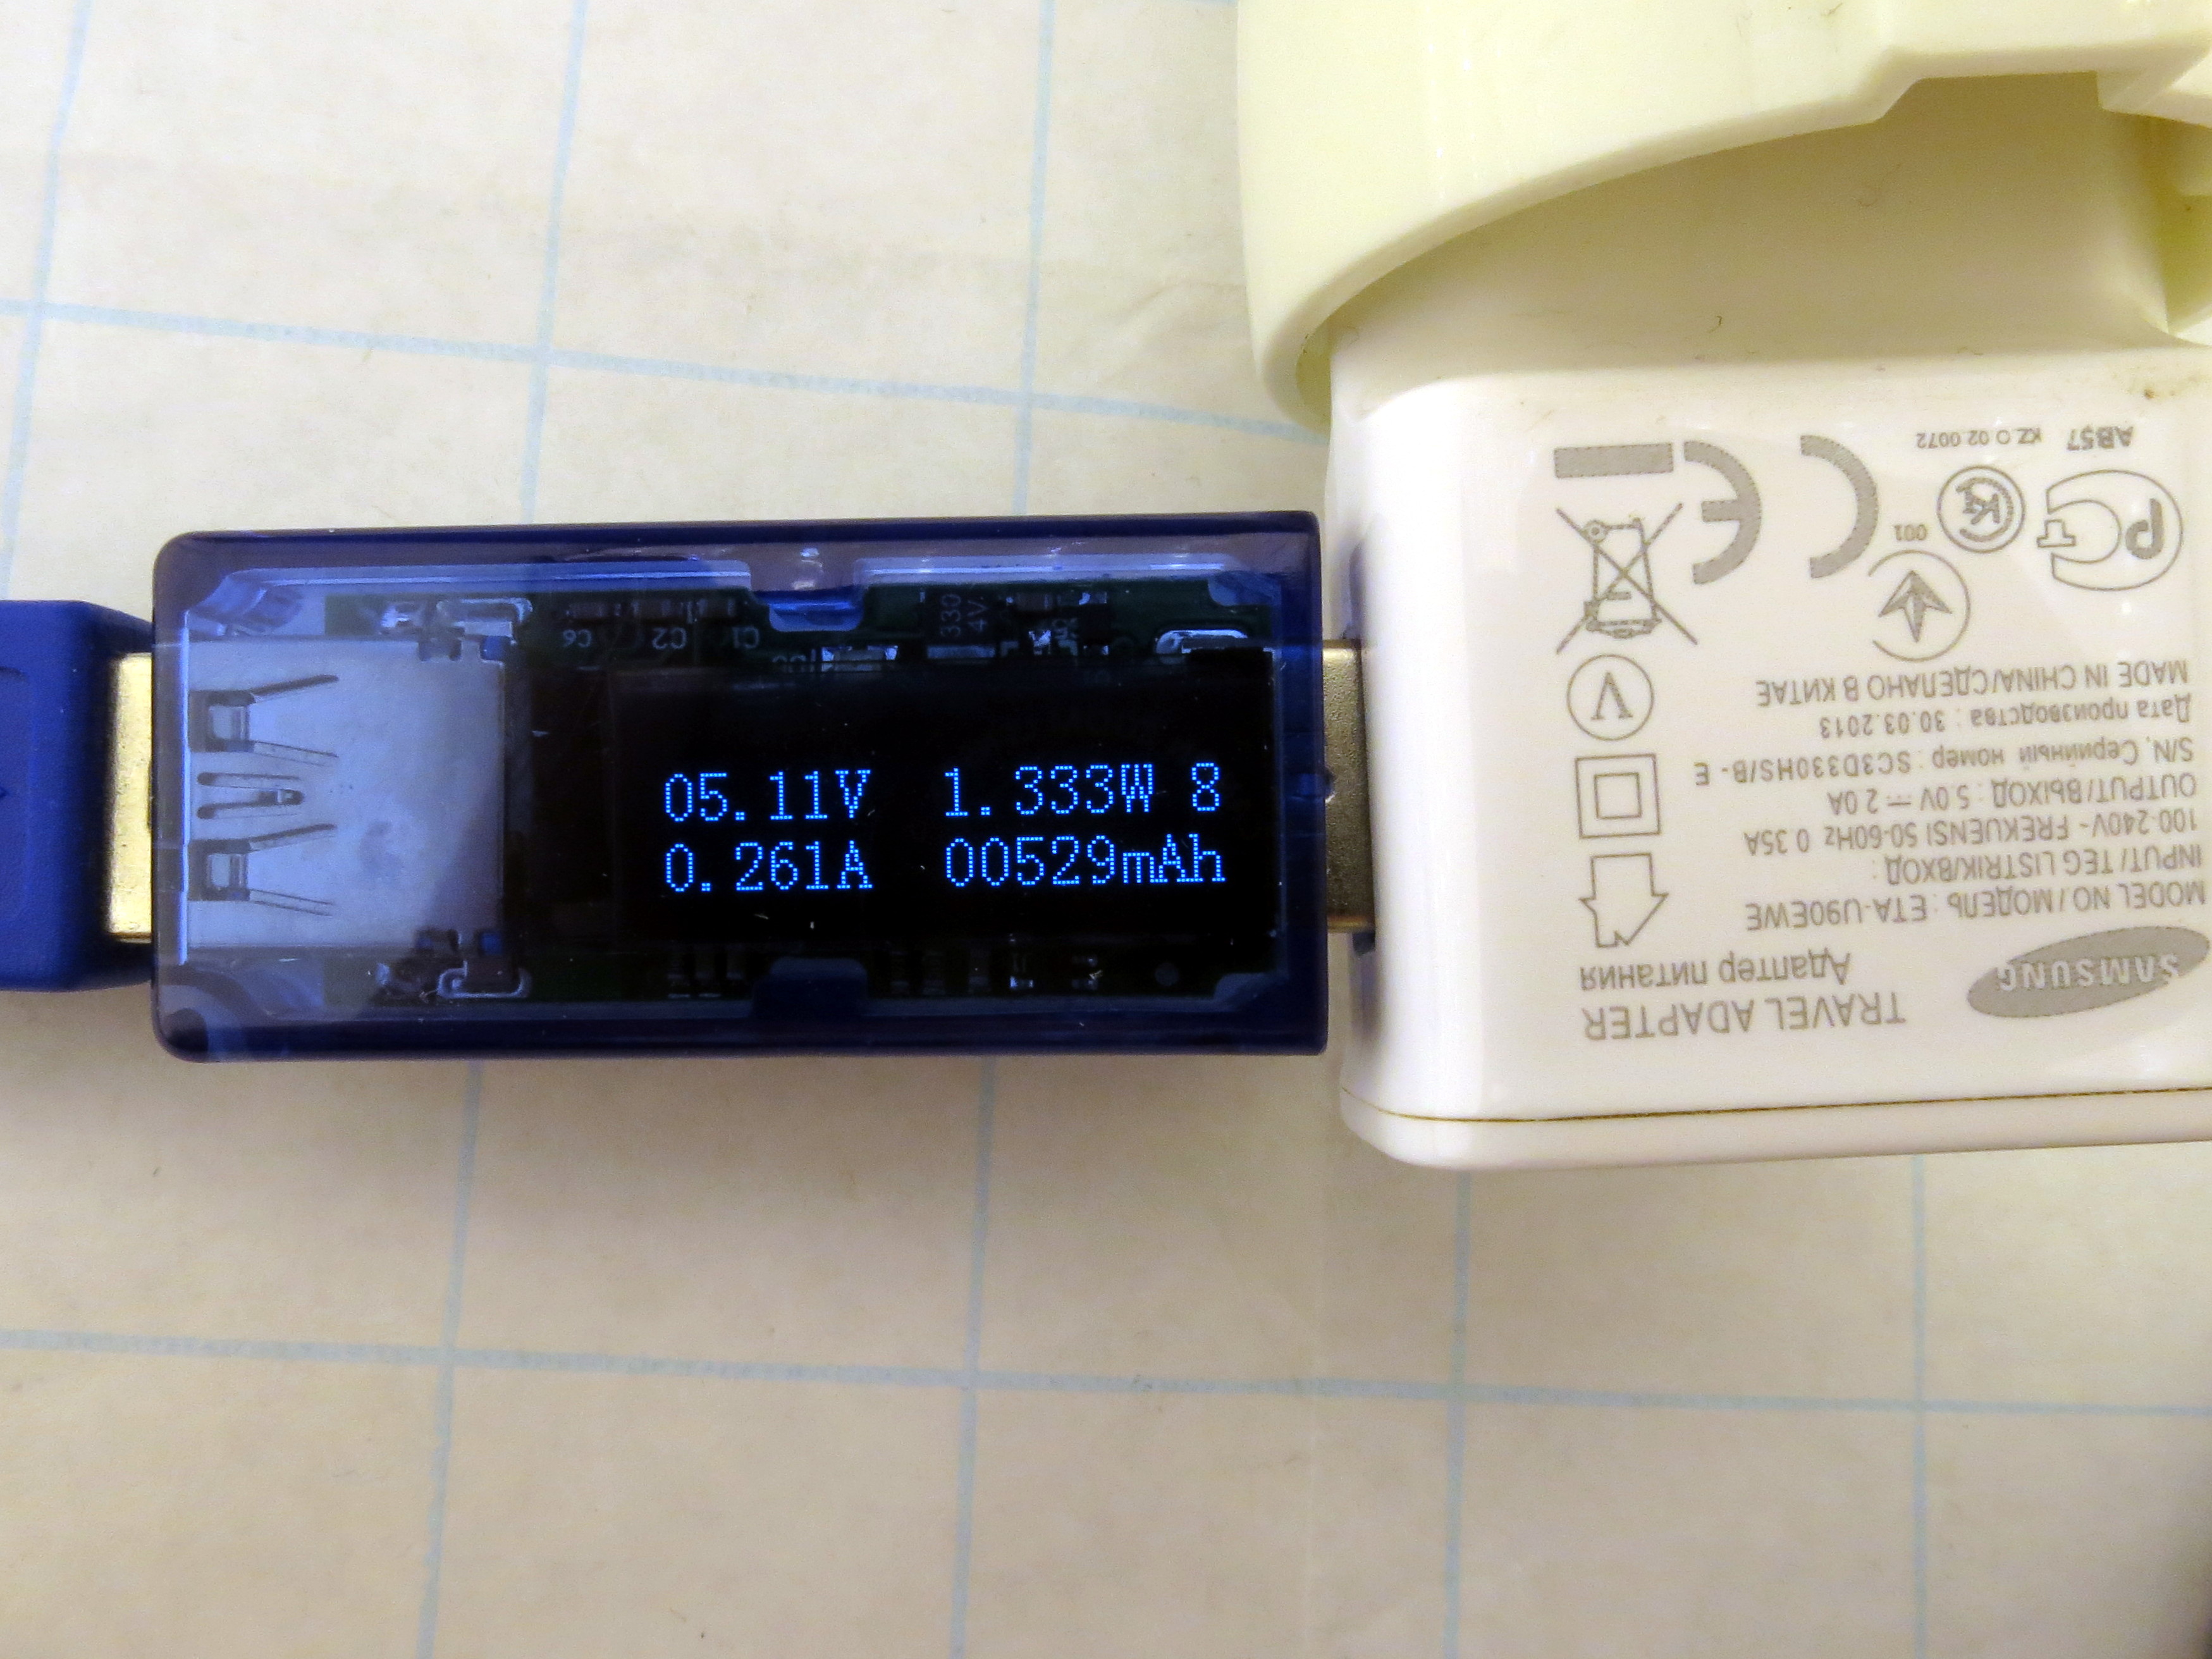 05.11V 1.333W 8
0.261A 00529mAh
C6 C2 C1
330
4V
SAMSUNG
TRAVEL ADAPTER
Адаптер питания
MODEL NO / МОДЕЛЬ : ETA-U90EWE
INPUT / TEG LISTRIK/ВХОД :
100-240V~ FREKUENSI 50-60Hz 0.35A
OUTPUT/ВЫХОД : 5.0V ⎓ 2.0A
S/N, Серийный номер : SC3D330HS/B-E
Дата производства : 30.03.2013
MADE IN CHINA/СДЕЛАНО В КИТАЕ
V
001
CE
РСТ
АВ57 KZ.O.02.0072